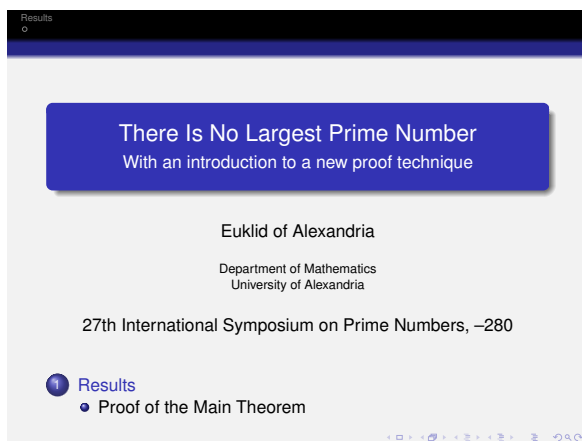 Results
There Is No Largest Prime Number
With an introduction to a new proof technique
Euklid of Alexandria
Department of Mathematics
University of Alexandria
27th International Symposium on Prime Numbers, –280
1 Results
Proof of the Main Theorem